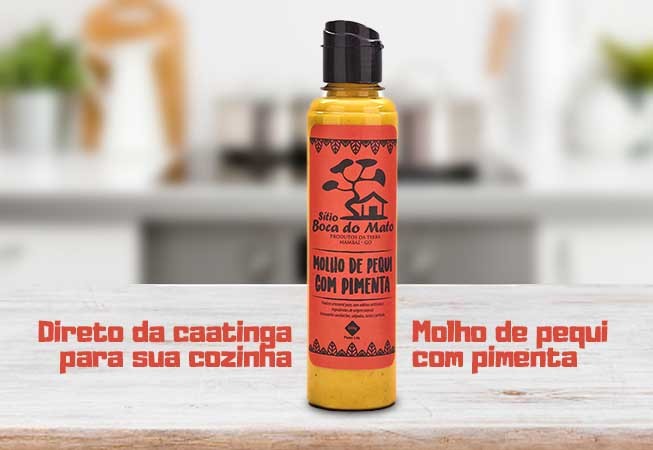 Sítio
Boca do Mato
PRODUTOS DA TERRA
MAMBAÍ - GO
MOLHO DE PEQUI
COM PIMENTA
Direto da caatinga
para sua cozinha
Molho de pequi
com pimenta